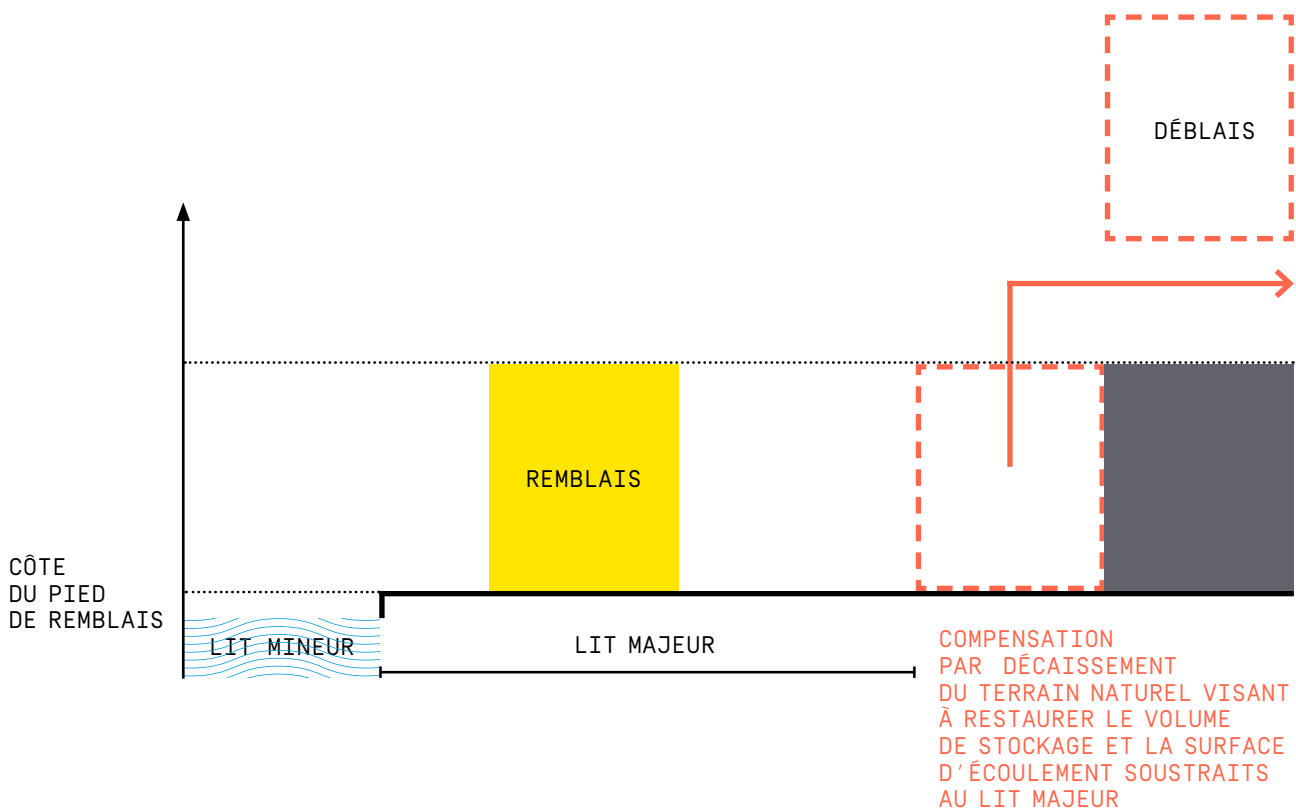 DÉBLAIS
REMBLAIS
CÔTE
DU PIED
DE REMBLAIS
LIT MINEUR
LIT MAJEUR
COMPENSATION
PAR DÉCAISSEMENT
DU TERRAIN NATUREL VISANT
À RESTAURER LE VOLUME
DE STOCKAGE ET LA SURFACE
D'ÉCOULEMENT SOUSTRAITS
AU LIT MAJEUR